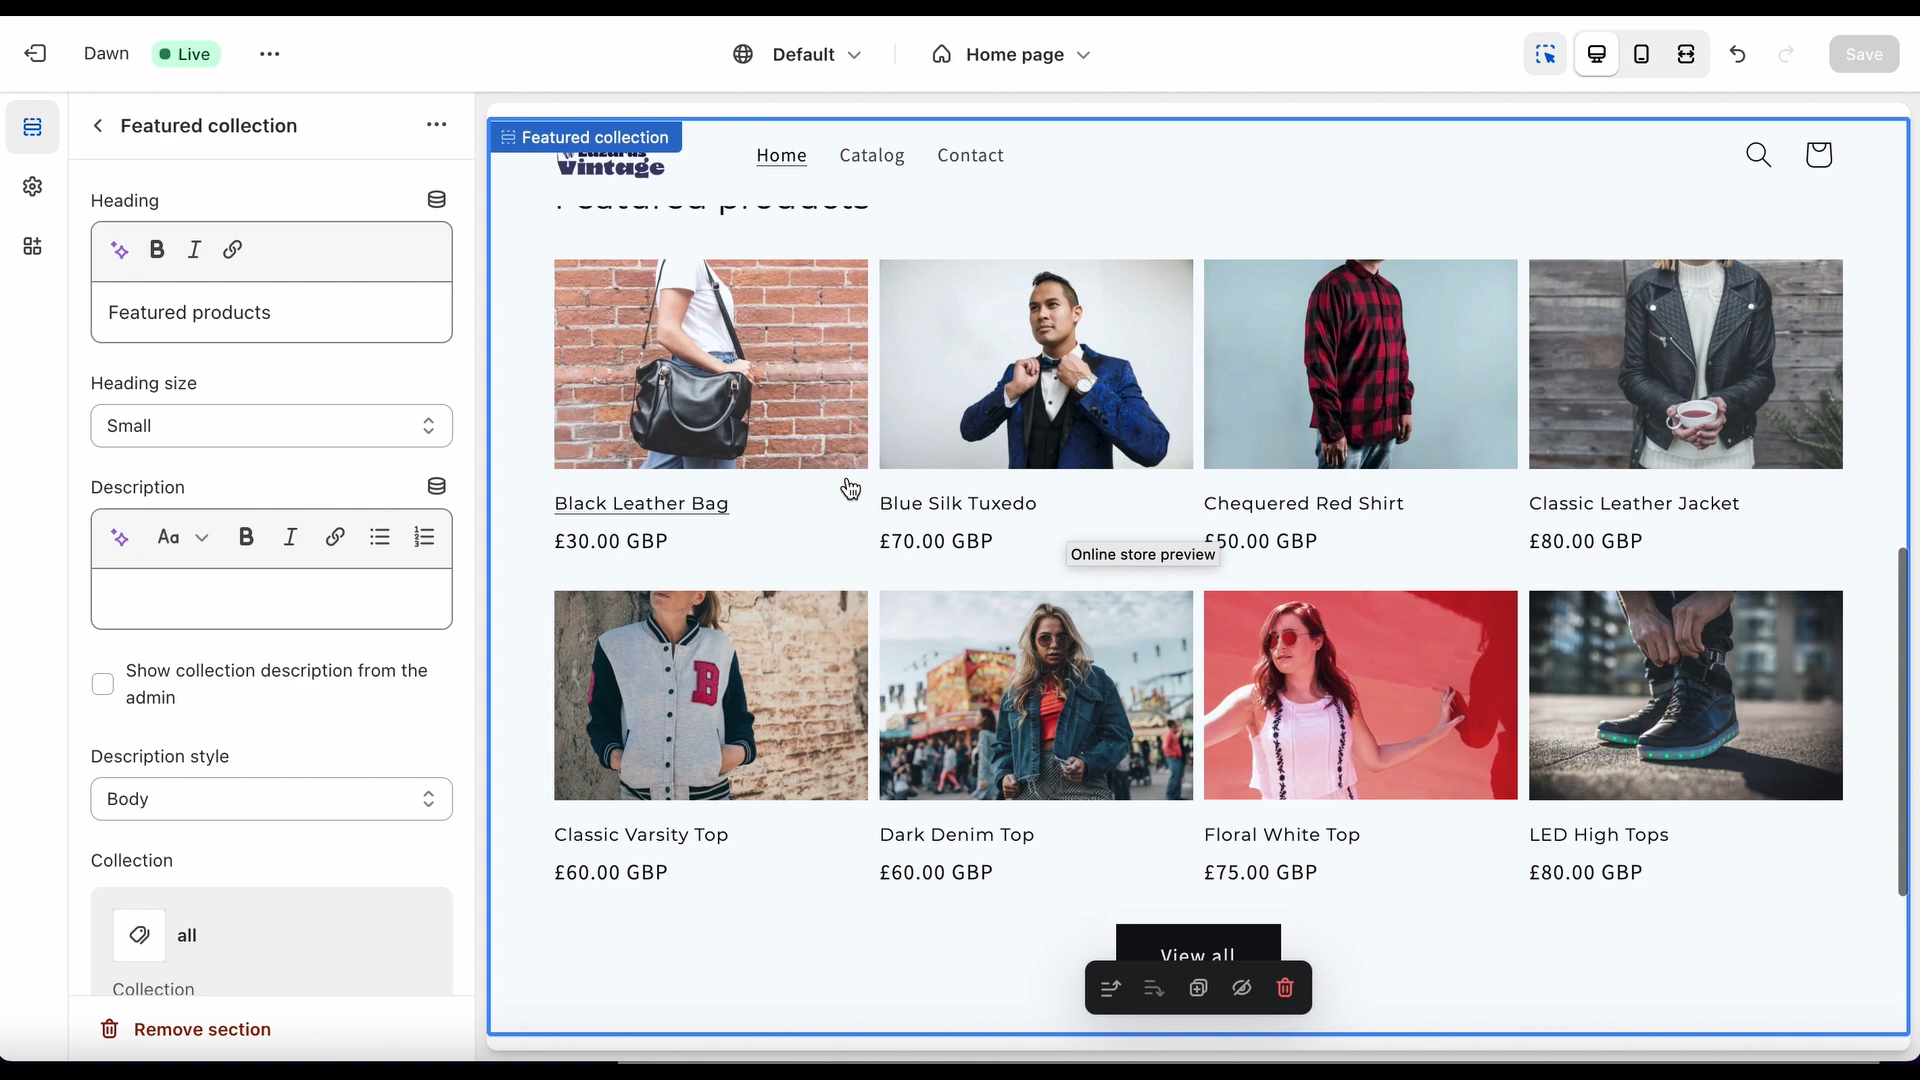 Dawn
Live
Default
Home page
Save
Featured collection
Heading
B I
Featured products
Heading size
Small
Description
Aa B I
Show collection description from the
admin
Description style
Body
Collection
all
Collection
Remove section
Featured collection
Vintage
Home
Catalog
Contact
Featured products
Black Leather Bag
Blue Silk Tuxedo
Chequered Red Shirt
Classic Leather Jacket
£30.00 GBP
£70.00 GBP
£50.00 GBP
£80.00 GBP
Online store preview
B
Classic Varsity Top
Dark Denim Top
Floral White Top
LED High Tops
£60.00 GBP
£60.00 GBP
£75.00 GBP
£80.00 GBP
View all